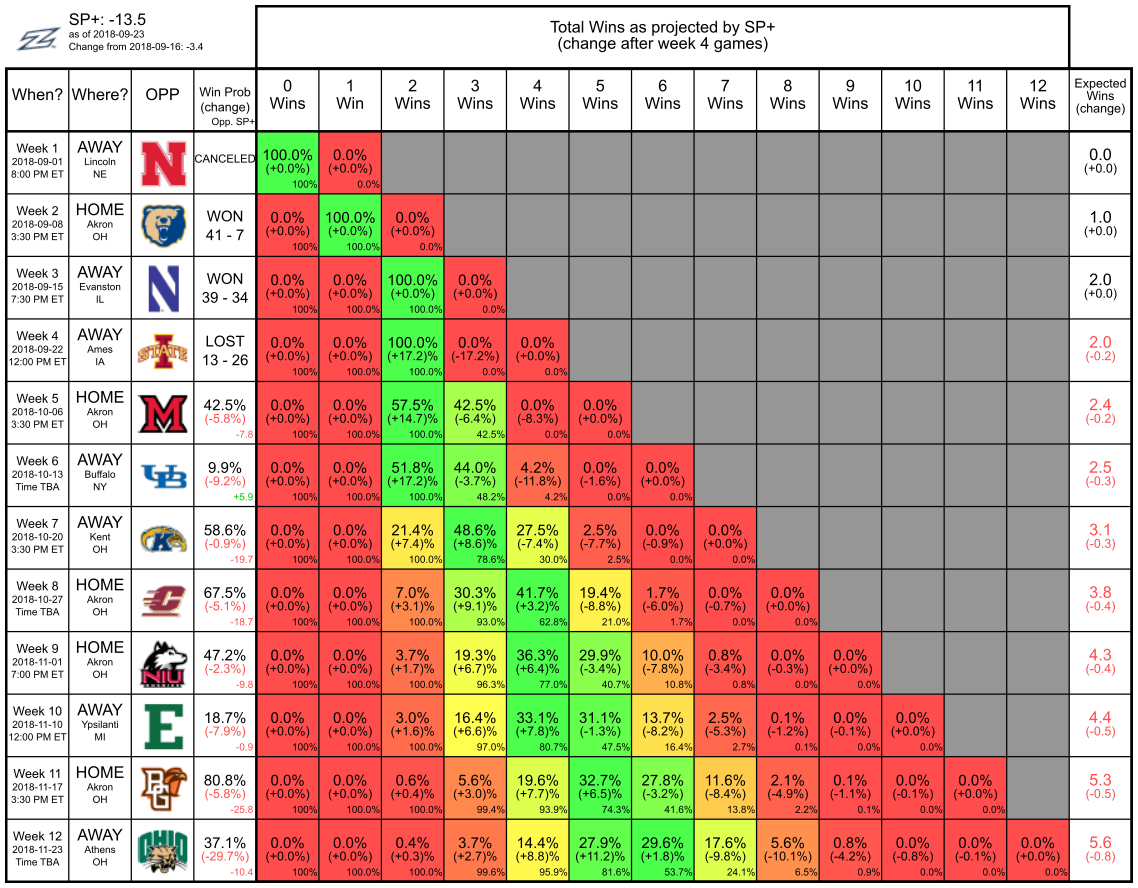 SP+: -13.5
as of 2018-09-23
Change from 2018-09-16: -3.4
Total Wins as projected by SP+
(change after week 4 games)
When? Where? OPP Win Prob (change) Opp. SP+ 0 Wins 1 Win 2 Wins 3 Wins 4 Wins 5 Wins 6 Wins 7 Wins 8 Wins 9 Wins 10 Wins 11 Wins 12 Wins Expected Wins (change)
Week 1 AWAY
2018-09-01 Lincoln N CANCELED 100.0% 0.0% 0.0
8:00 PM ET NE (+0.0%) (+0.0%) (+0.0)
100% 0.0%
Week 2 HOME
2018-09-08 Akron WON 0.0% 100.0% 0.0% 1.0
3:30 PM ET OH 41 - 7 (+0.0%) (+0.0%) (+0.0%) (+0.0)
100% 100.0% 0.0%
Week 3 AWAY
2018-09-15 Evanston N WON 0.0% 0.0% 100.0% 0.0% 2.0
7:30 PM ET IL 39 - 34 (+0.0%) (+0.0%) (+0.0%) (+0.0%) (+0.0)
100% 100.0% 100.0% 0.0%
Week 4 AWAY
2018-09-22 Ames I STATE LOST 0.0% 0.0% 100.0% 0.0% 0.0% 2.0
12:00 PM ET IA 13 - 26 (+0.0%) (+0.0%) (+17.2)% (-17.2%) (+0.0%) (-0.2)
100% 100.0% 100.0% 0.0% 0.0%
Week 5 HOME
2018-10-06 Akron M 42.5% 0.0% 0.0% 57.5% 42.5% 0.0% 0.0% 2.4
3:30 PM ET OH (-5.8%) (+0.0%) (+0.0%) (+14.7)% (-6.4%) (-8.3%) (+0.0%) (-0.2)
-7.8 100% 100.0% 100.0% 42.5% 0.0% 0.0%
Week 6 AWAY
2018-10-13 Buffalo UB 9.9% 0.0% 0.0% 51.8% 44.0% 4.2% 0.0% 0.0% 2.5
Time TBA NY (-9.2%) (+0.0%) (+0.0%) (+17.2)% (-3.7%) (-11.8%) (-1.6%) (+0.0%) (-0.3)
+5.9 100% 100.0% 100.0% 48.2% 4.2% 0.0% 0.0%
Week 7 AWAY
2018-10-20 Kent K 58.6% 0.0% 0.0% 21.4% 48.6% 27.5% 2.5% 0.0% 0.0% 3.1
3:30 PM ET OH (-0.9%) (+0.0%) (+0.0%) (+7.4)% (+8.6)% (-7.4%) (-7.7%) (-0.9%) (+0.0%) (-0.3)
-19.7 100% 100.0% 100.0% 78.6% 30.0% 2.5% 0.0% 0.0%
Week 8 HOME
2018-10-27 Akron C 67.5% 0.0% 0.0% 7.0% 30.3% 41.7% 19.4% 1.7% 0.0% 0.0% 3.8
Time TBA OH (-5.1%) (+0.0%) (+0.0%) (+3.1)% (+9.1)% (+3.2)% (-8.8%) (-6.0%) (-0.7%) (+0.0%) (-0.4)
-18.7 100% 100.0% 100.0% 93.0% 62.8% 21.0% 1.7% 0.0% 0.0%
Week 9 HOME
2018-11-01 Akron NIU 47.2% 0.0% 0.0% 3.7% 19.3% 36.3% 29.9% 10.0% 0.8% 0.0% 0.0% 4.3
7:00 PM ET OH (-2.3%) (+0.0%) (+0.0%) (+1.7)% (+6.7)% (+6.4)% (-3.4%) (-7.8%) (-3.4%) (-0.3%) (+0.0%) (-0.4)
-9.8 100% 100.0% 100.0% 96.3% 77.0% 40.7% 10.8% 0.8% 0.0% 0.0%
Week 10 AWAY
2018-11-10 Ypsilanti E 18.7% 0.0% 0.0% 3.0% 16.4% 33.1% 31.1% 13.7% 2.5% 0.1% 0.0% 0.0% 4.4
12:00 PM ET MI (-7.9%) (+0.0%) (+0.0%) (+1.6)% (+6.6)% (+7.8)% (-1.3%) (-8.2%) (-5.3%) (-1.2%) (-0.1%) (+0.0%) (-0.5)
-0.9 100% 100.0% 100.0% 97.0% 80.7% 47.5% 16.4% 2.7% 0.1% 0.0% 0.0%
Week 11 HOME
2018-11-17 Akron BG 80.8% 0.0% 0.0% 0.6% 5.6% 19.6% 32.7% 27.8% 11.6% 2.1% 0.1% 0.0% 0.0% 5.3
3:30 PM ET OH (-5.8%) (+0.0%) (+0.0%) (+0.4)% (+3.0)% (+7.7)% (+6.5)% (-3.2%) (-8.4%) (-4.9%) (-1.1%) (-0.1%) (+0.0%) (-0.5)
-25.8 100% 100.0% 100.0% 99.4% 93.9% 74.3% 41.6% 13.8% 2.2% 0.1% 0.0% 0.0%
Week 12 AWAY
2018-11-23 Athens OHIO 37.1% 0.0% 0.0% 0.4% 3.7% 14.4% 27.9% 29.6% 17.6% 5.6% 0.8% 0.0% 0.0% 0.0% 5.6
Time TBA OH (-29.7%) (+0.0%) (+0.0%) (+0.3)% (+2.7)% (+8.8)% (+11.2)% (+1.8)% (-9.8%) (-10.1%) (-4.2%) (-0.8%) (-0.1%) (+0.0%) (-0.8)
-10.4 100% 100.0% 100.0% 99.6% 95.9% 81.6% 53.7% 24.1% 6.5% 0.9% 0.0% 0.0% 0.0%